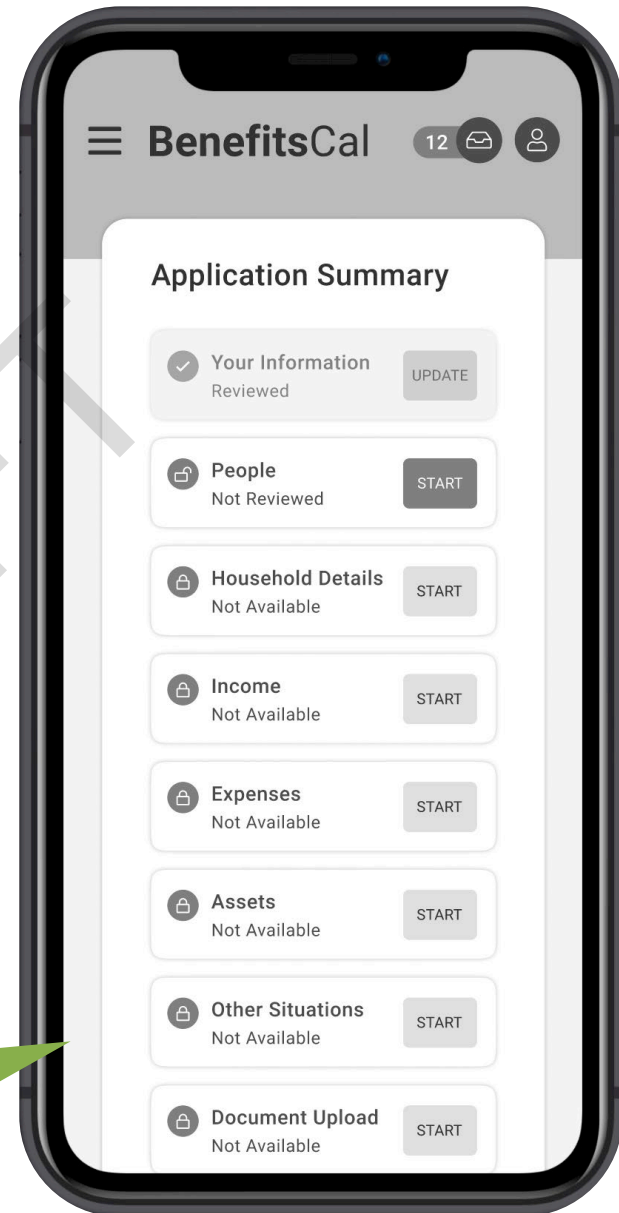 BenefitsCal
12
Application Summary
Your Information
Reviewed
UPDATE
People
Not Reviewed
START
Household Details
Not Available
START
Income
Not Available
START
Expenses
Not Available
START
Assets
Not Available
START
Other Situations
Not Available
START
Document Upload
Not Available
START